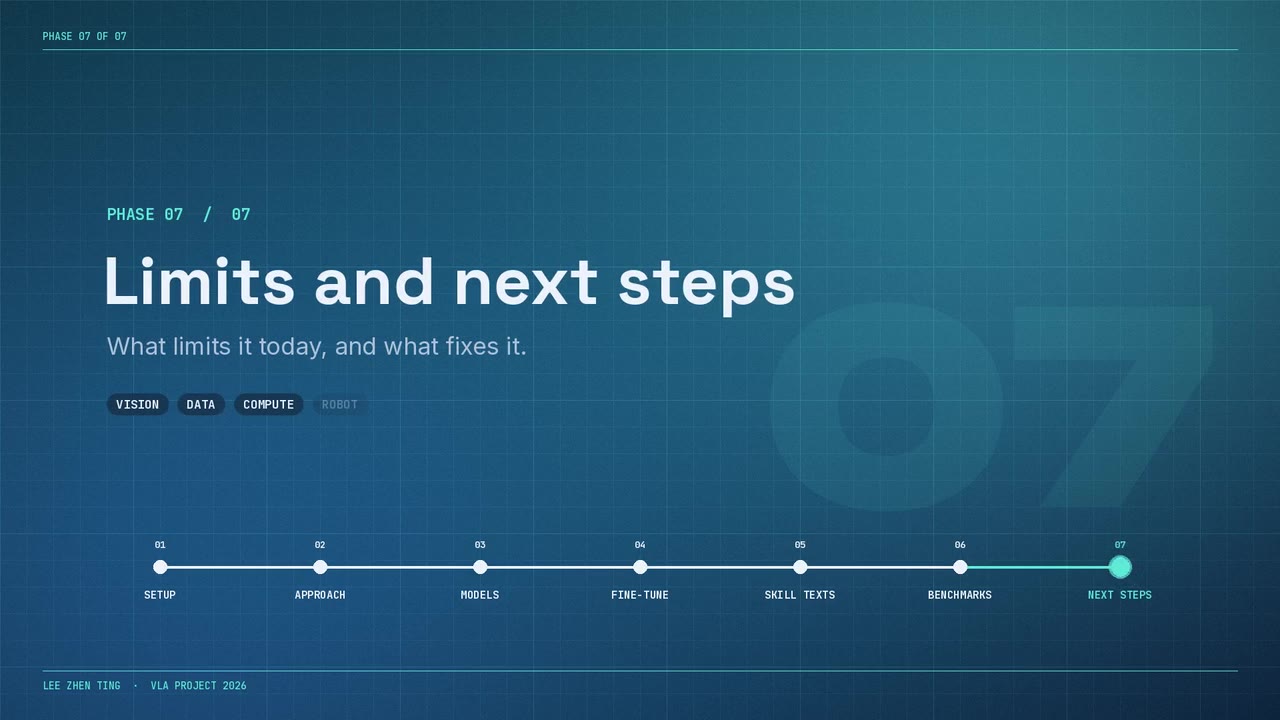 PHASE 07 OF 07
PHASE 07 / 07
Limits and next steps
What limits it today, and what fixes it.
VISION DATA COMPUTE ROBOT
07
01 02 03 04 05 06 07
SETUP APPROACH MODELS FINE-TUNE SKILL TEXTS BENCHMARKS NEXT STEPS
LEE ZHEN TING · VLA PROJECT 2026